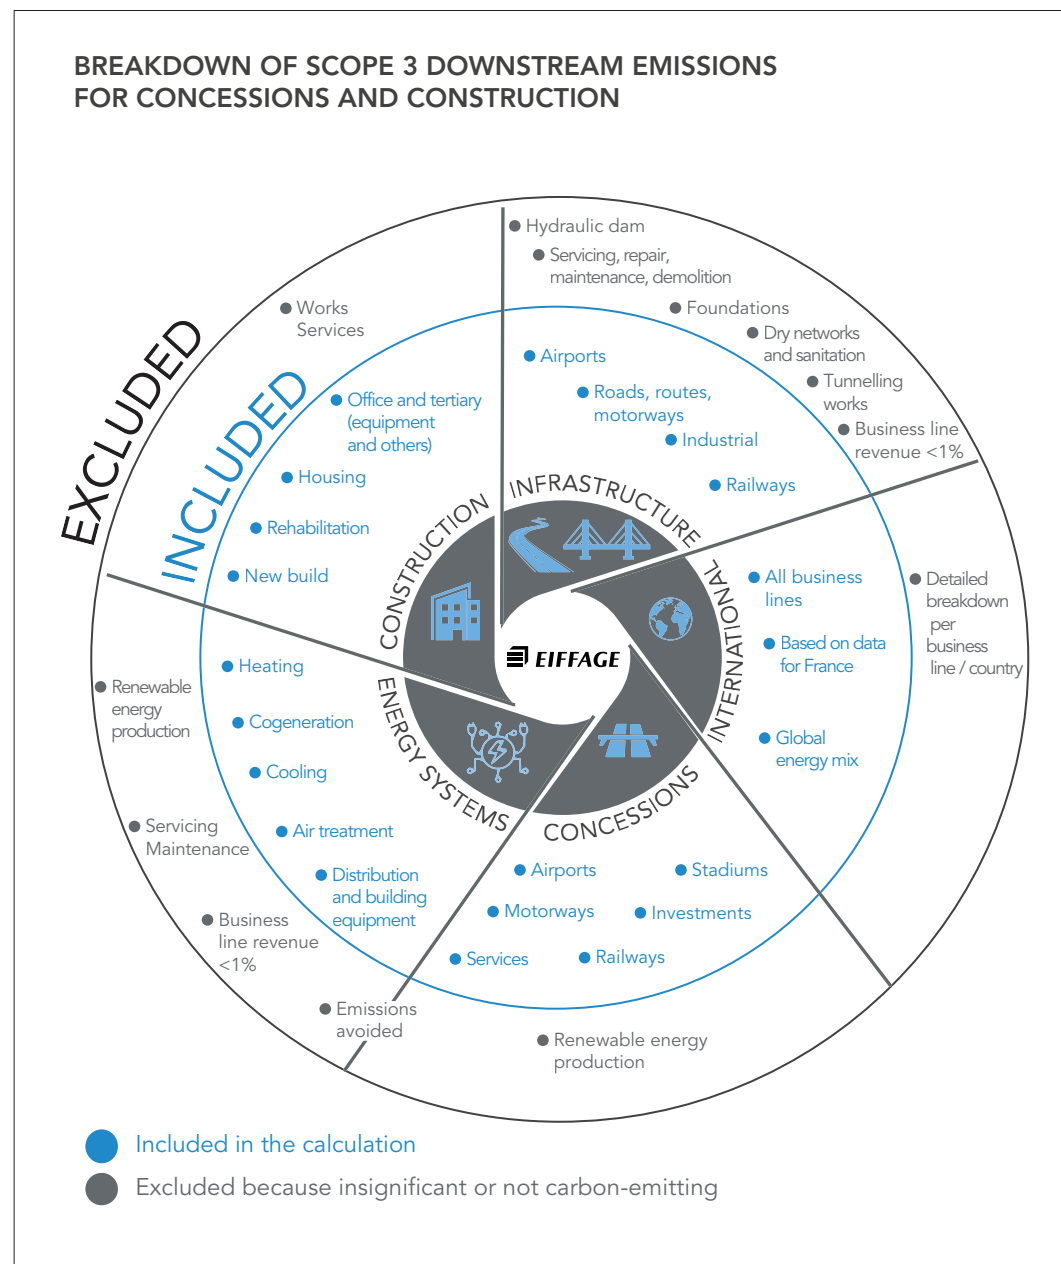 BREAKDOWN OF SCOPE 3 DOWNSTREAM EMISSIONS
FOR CONCESSIONS AND CONSTRUCTION
EXCLUDED
INCLUDED
Works
Services
Office and tertiary
(equipment
and others)
Housing
Rehabilitation
New build
CONSTRUCTION
Hydraulic dam
Servicing, repair,
maintenance, demolition
Foundations
Dry networks
and sanitation
Tunnelling
works
Business line
revenue <1%
Airports
Roads, routes,
motorways
Industrial
Railways
INFRASTRUCTURE
All business
lines
Based on data
for France
Global
energy mix
Detailed
breakdown
per
business
line / country
INTERNATIONAL
EIFFAGE
Heating
Cogeneration
Cooling
Air treatment
Distribution
and building
equipment
Renewable
energy
production
Servicing
Maintenance
Business
line revenue
<1%
Emissions
avoided
ENERGY SYSTEMS
CONCESSIONS
Airports
Stadiums
Motorways
Investments
Services
Railways
Renewable energy
production
Included in the calculation
Excluded because insignificant or not carbon-emitting